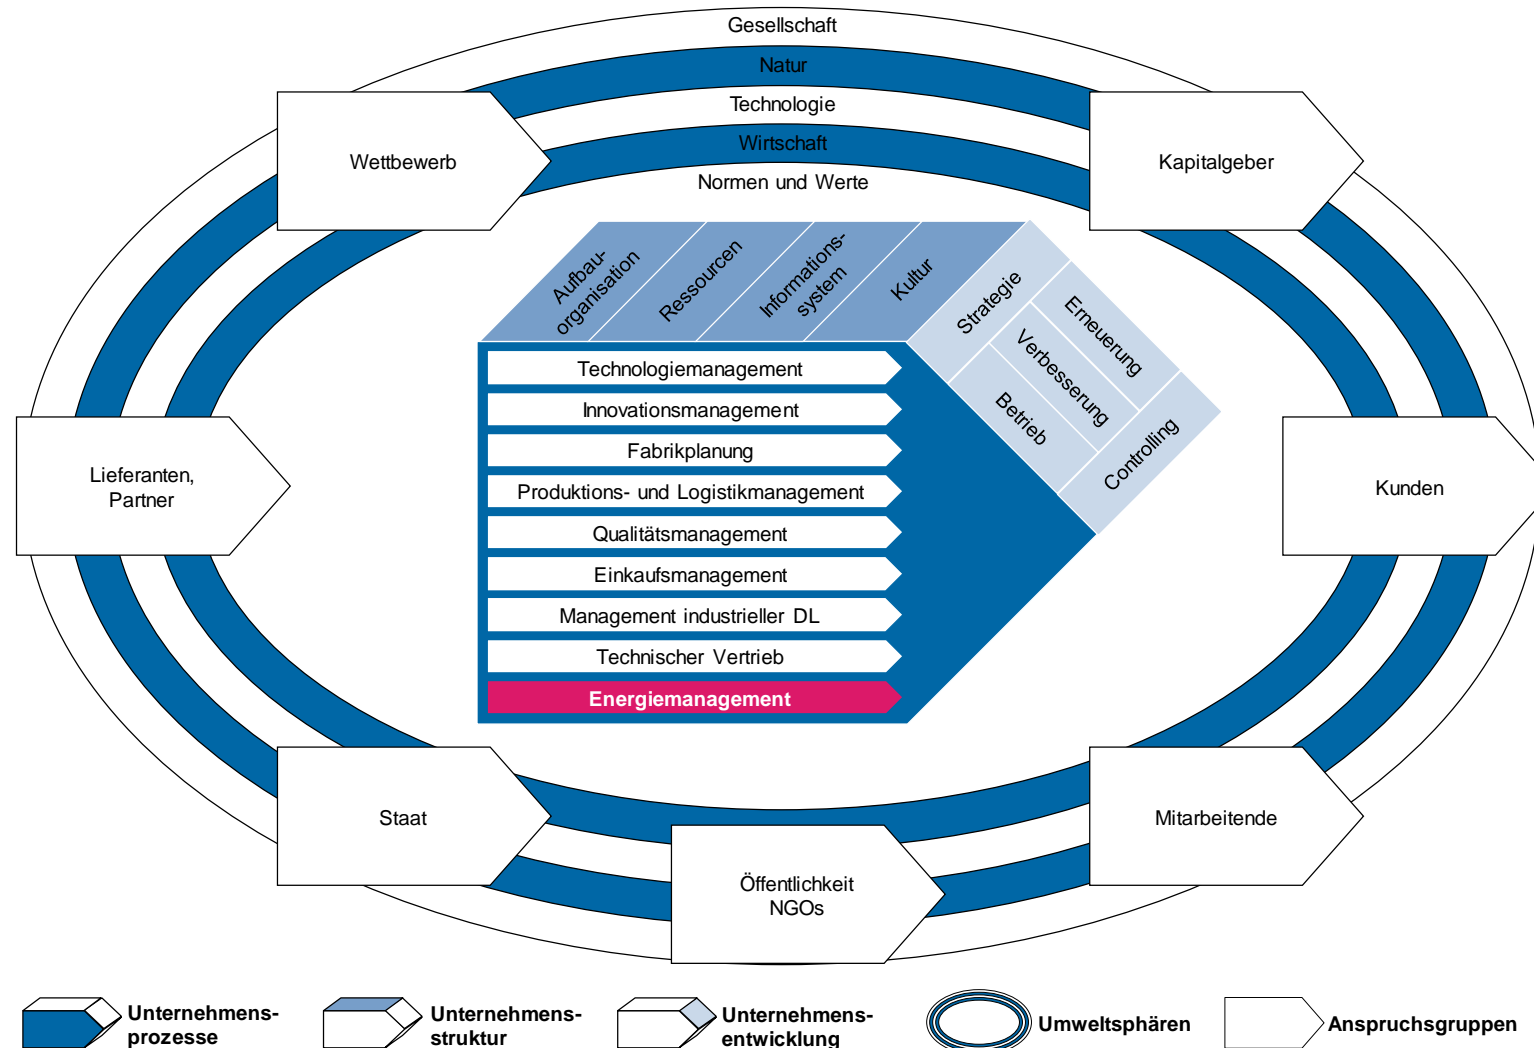 Gesellschaft
Natur
Technologie
Wirtschaft
Normen und Werte
Wettbewerb
Kapitalgeber
Lieferanten,
Partner
Kunden
Staat
Öffentlichkeit
NGOs
Mitarbeitende
Aufbau-
organisation
Ressourcen
Informations-
system
Kultur
Strategie
Erneuerung
Verbesserung
Betrieb
Controlling
Technologiemanagement
Innovationsmanagement
Fabrikplanung
Produktions- und Logistikmanagement
Qualitätsmanagement
Einkaufsmanagement
Management industrieller DL
Technischer Vertrieb
Energiemanagement
Unternehmens-
prozesse
Unternehmens-
struktur
Unternehmens-
entwicklung
Umweltsphären
Anspruchsgruppen